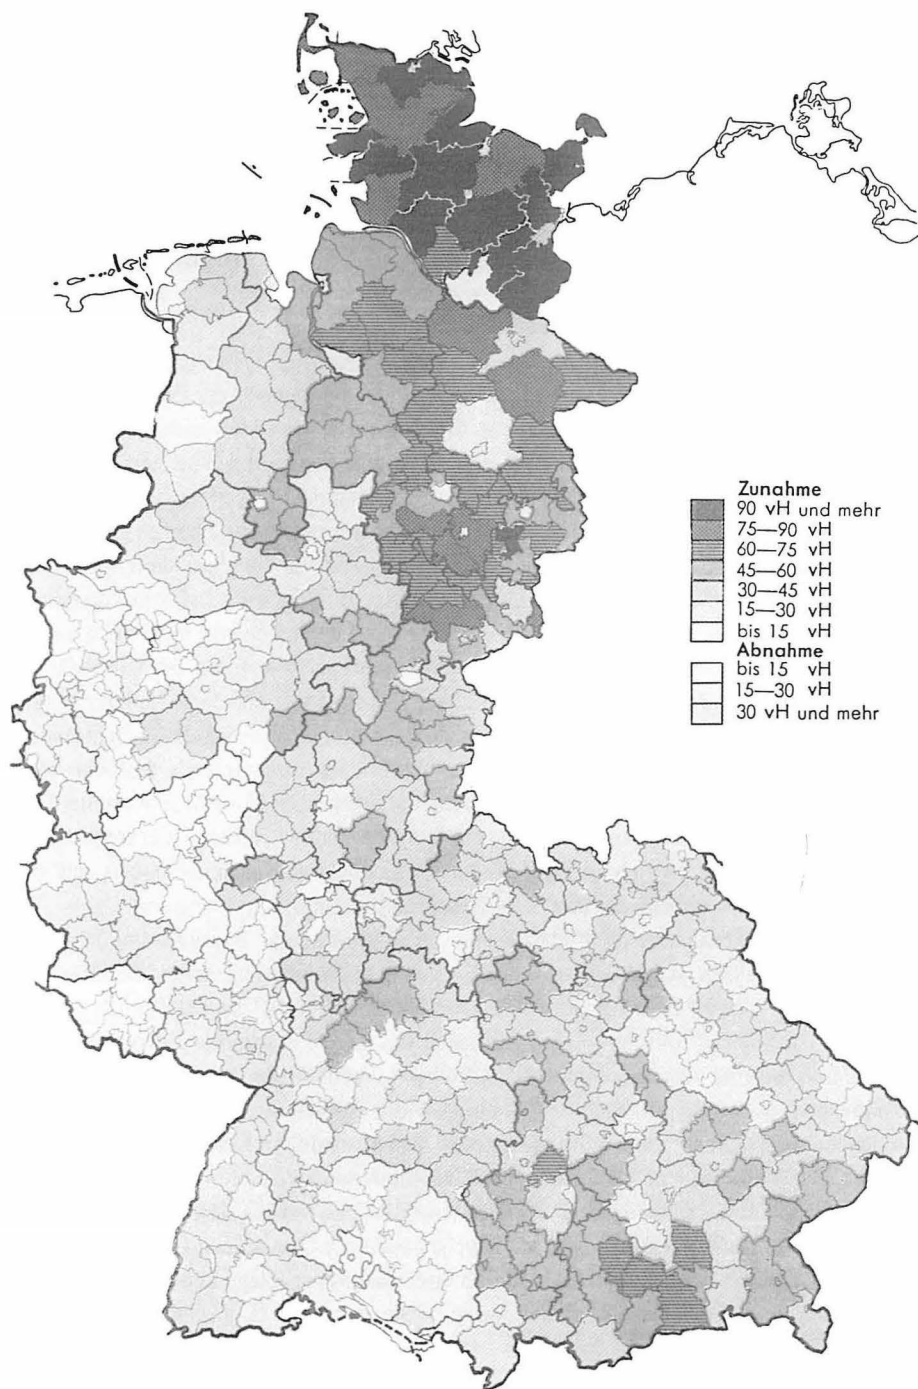 Zunahme
90 vH und mehr
75—90 vH
60—75 vH
45—60 vH
30—45 vH
15—30 vH
bis 15 vH
Abnahme
bis 15 vH
15—30 vH
30 vH und mehr